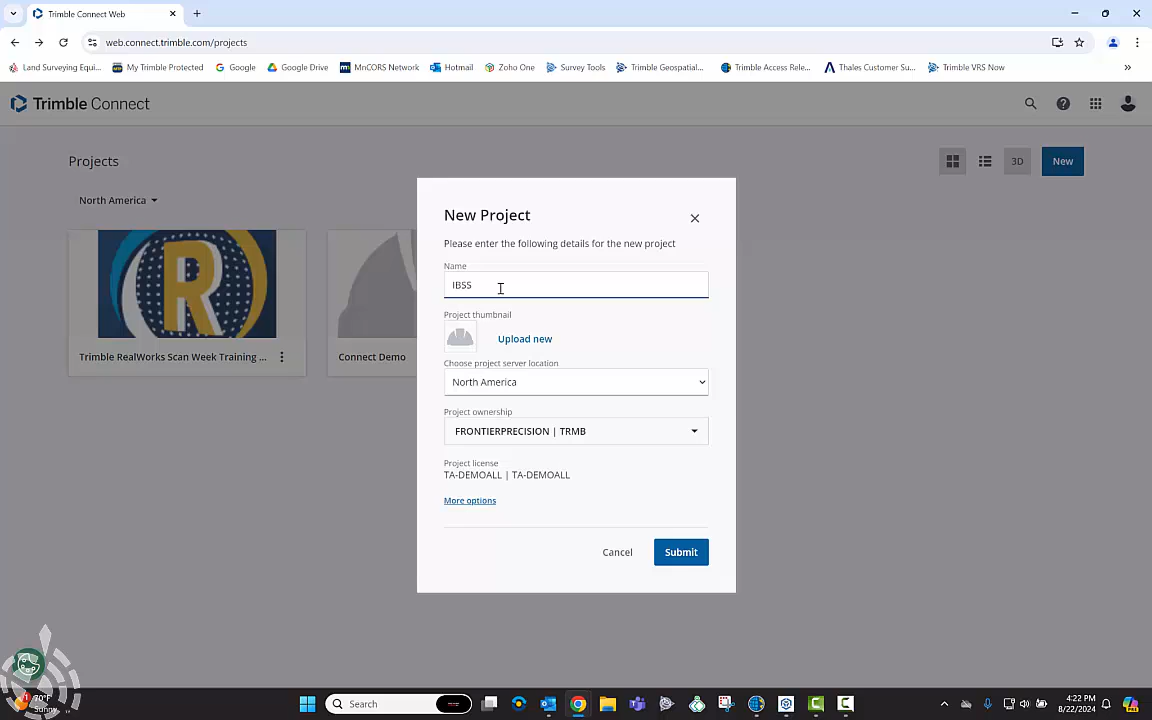 Trimble Connect Web
web.connect.trimble.com/projects
Land Surveying Equi...
My Trimble Protected
Google
Google Drive
MnCORS Network
Hotmail
Zoho One
Survey Tools
Trimble Geospatial...
Trimble Access Rele...
Thales Customer Su...
Trimble VRS Now
»
Trimble Connect
Projects
3D
New
North America
R
Trimble RealWorks Scan Week Training ...
Connect Demo
New Project
Please enter the following details for the new project
Name
IBSS
Project thumbnail
Upload new
Choose project server location
North America
Project ownership
FRONTIERPRECISION | TRMB
Project license
TA-DEMOALL | TA-DEMOALL
More options
Cancel
Submit
70°F
Sunny
Search
4:22 PM
8/22/2024